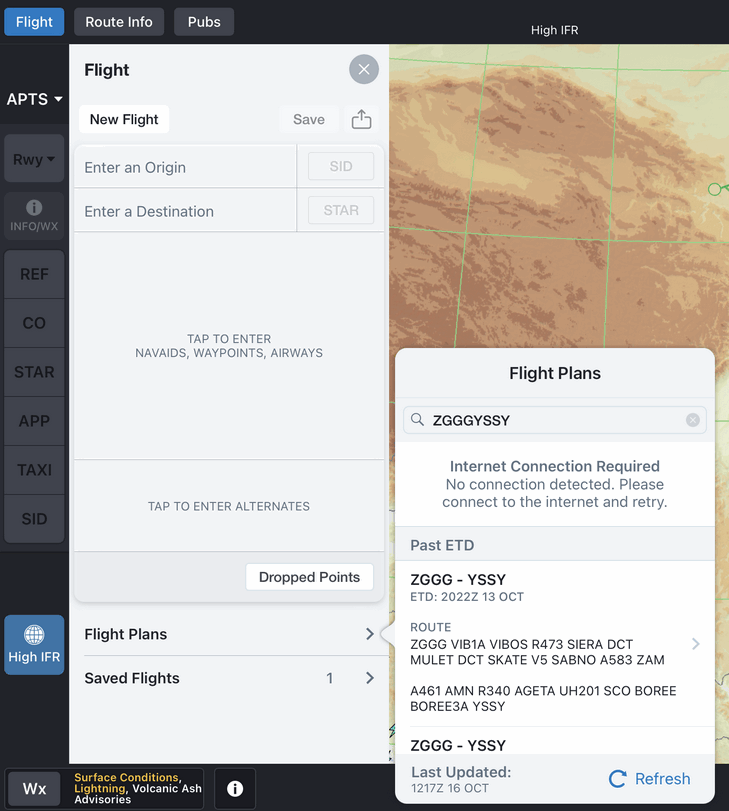 Flight
Route Info
Pubs
High IFR
APTS
Flight
New Flight
Save
Rwy
Enter an Origin
SID
INFO/WX
Enter a Destination
STAR
REF
CO
STAR
APP
TAXI
SID
TAP TO ENTER
NAVAIDS, WAYPOINTS, AIRWAYS
TAP TO ENTER ALTERNATES
Dropped Points
Flight Plans
Saved Flights
1
High IFR
Flight Plans
ZGGGYSSY
Internet Connection Required
No connection detected. Please
connect to the internet and retry.
Past ETD
ZGGG - YSSY
ETD: 2022Z 13 OCT
ROUTE
ZGGG VIB1A VIBOS R473 SIERA DCT
MULET DCT SKATE V5 SABNO A583 ZAM
A461 AMN R340 AGETA UH201 SCO BOREE
BOREE3A YSSY
ZGGG - YSSY
Last Updated:
1217Z 16 OCT
Refresh
Wx
Surface Conditions,
Lightning, Volcanic Ash
Advisories